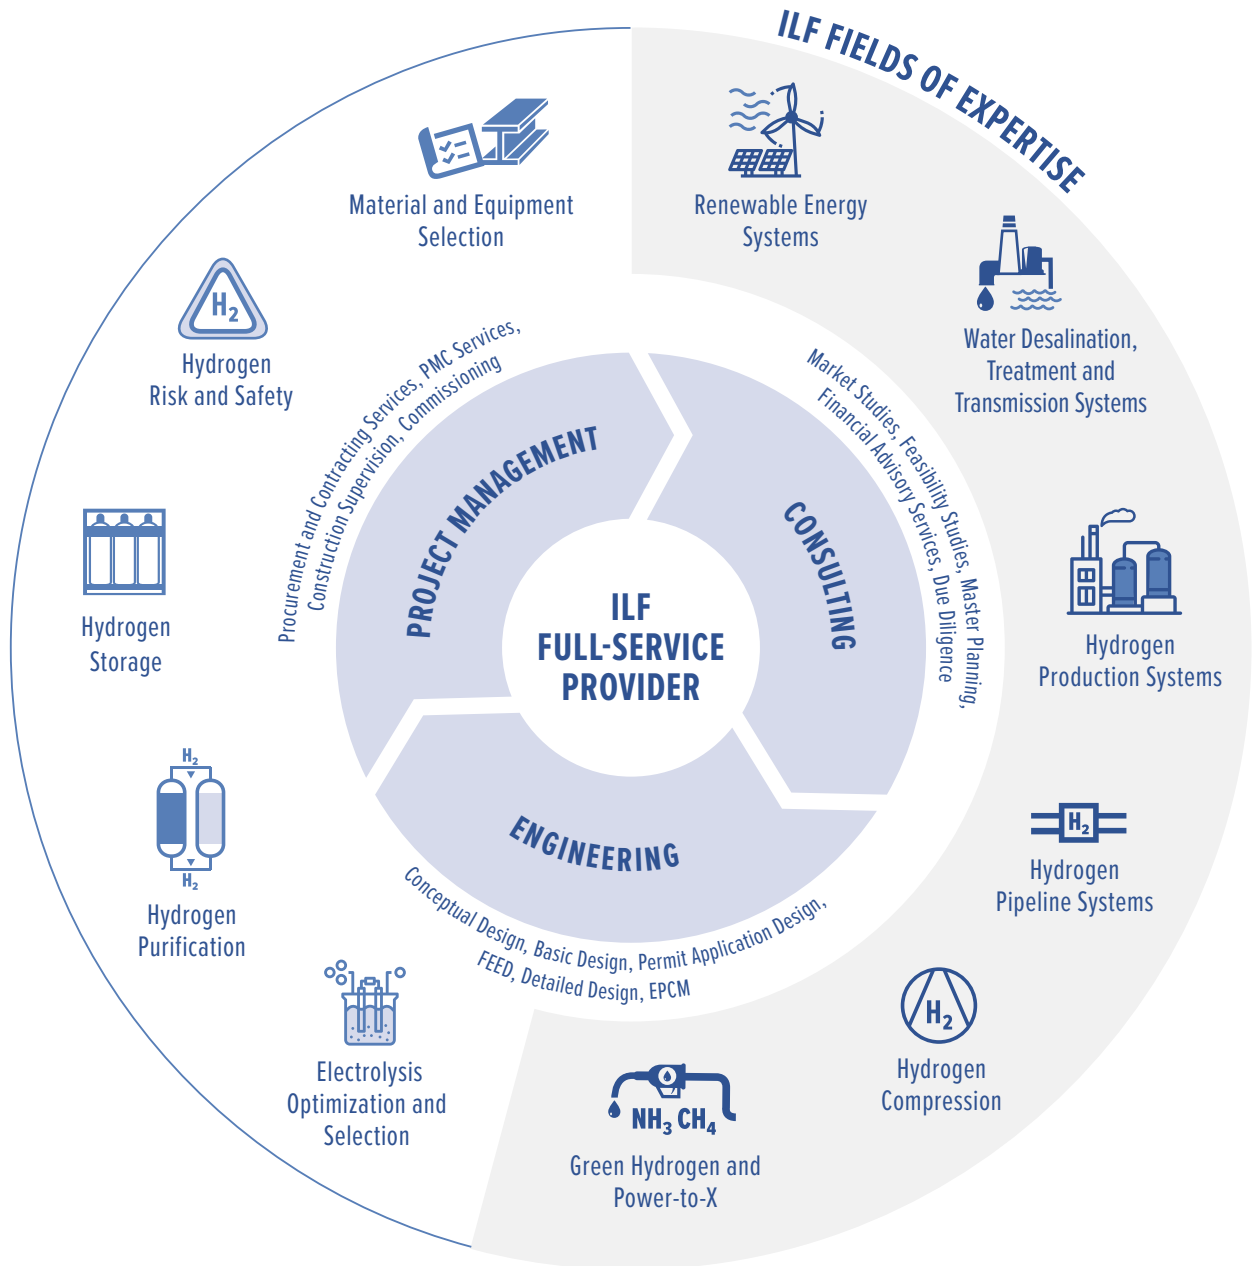 ILF FIELDS OF EXPERTISE
Renewable Energy
Systems
Water Desalination,
Treatment and
Transmission Systems
Hydrogen
Production Systems
H2
Hydrogen
Pipeline Systems
H2
Hydrogen
Compression
NH3 CH4
Green Hydrogen and
Power-to-X
Electrolysis
Optimization and
Selection
H2
H2
Hydrogen
Purification
Hydrogen
Storage
H2
Hydrogen
Risk and Safety
Material and Equipment
Selection
Procurement and Contracting Services, PMC Services,
Construction Supervision, Commissioning
PROJECT MANAGEMENT
Market Studies, Feasibility Studies, Master Planning,
Financial Advisory Services, Due Diligence
CONSULTING
ENGINEERING
Conceptual Design, Basic Design, Permit Application Design,
FEED, Detailed Design, EPCM
ILF
FULL-SERVICE
PROVIDER